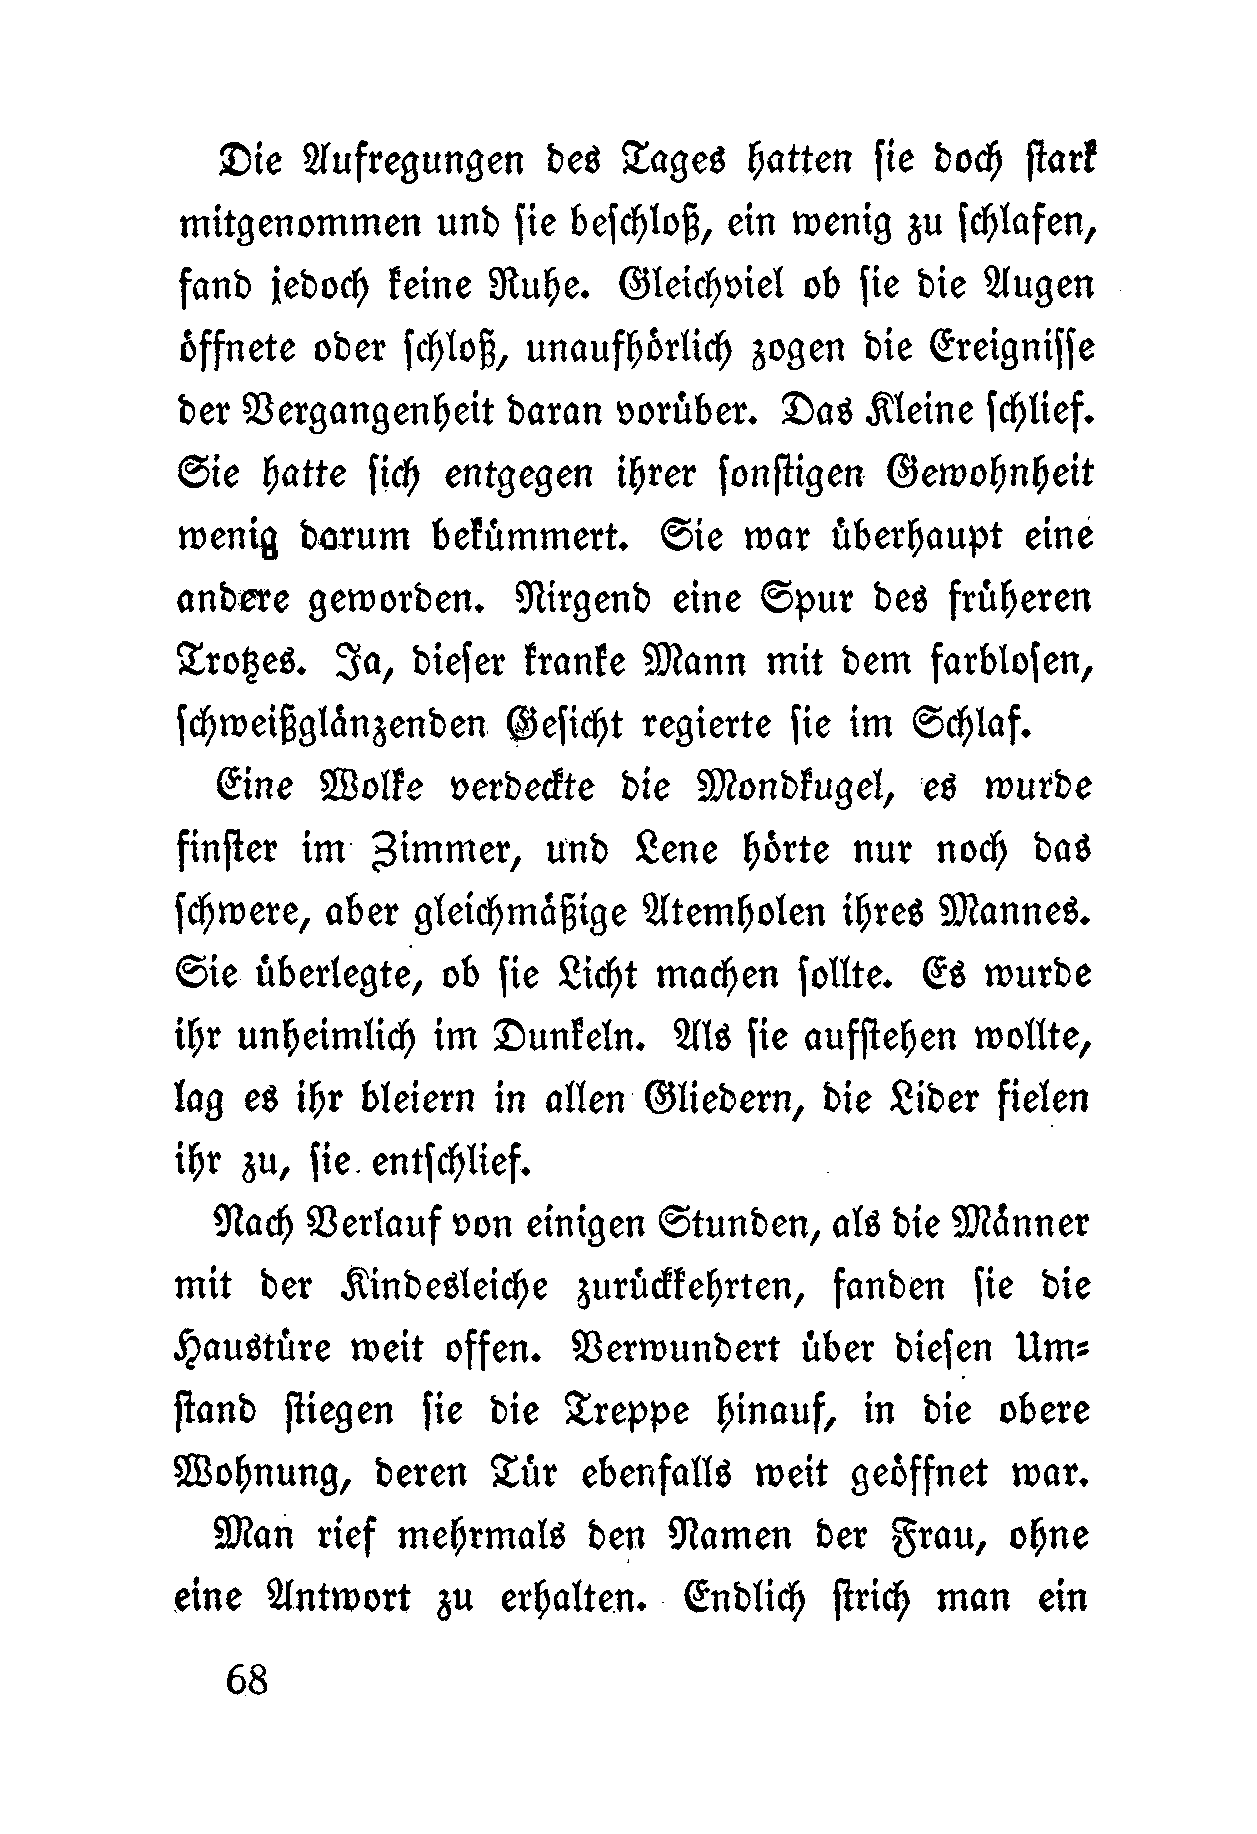 Die Aufregungen des Tages hatten ſie doch ſtark
mitgenommen und ſie beſchloß, ein wenig zu ſchlafen,
fand jedoch keine Ruhe. Gleichviel ob ſie die Augen
öffnete oder ſchloß, unaufhörlich zogen die Ereigniſſe
der Vergangenheit daran vorüber. Das Kleine ſchlief.
Sie hatte ſich entgegen ihrer ſonſtigen Gewohnheit
wenig darum bekümmert. Sie war überhaupt eine
andere geworden. Nirgend eine Spur des früheren
Trotzes. Ja, dieſer kranke Mann mit dem farbloſen,
ſchweißglänzenden Geſicht regierte ſie im Schlaf.
Eine Wolke verdeckte die Mondkugel, es wurde
finſter im Zimmer, und Lene hörte nur noch das
ſchwere, aber gleichmäßige Atemholen ihres Mannes.
Sie überlegte, ob ſie Licht machen ſollte. Es wurde
ihr unheimlich im Dunkeln. Als ſie aufſtehen wollte,
lag es ihr bleiern in allen Gliedern, die Lider fielen
ihr zu, ſie entſchlief.
Nach Verlauf von einigen Stunden, als die Männer
mit der Kindesleiche zurückkehrten, fanden ſie die
Haustüre weit offen. Verwundert über dieſen Um⸗
ſtand ſtiegen ſie die Treppe hinauf, in die obere
Wohnung, deren Tür ebenfalls weit geöffnet war.
Man rief mehrmals den Namen der Frau, ohne
eine Antwort zu erhalten. Endlich ſtrich man ein
68